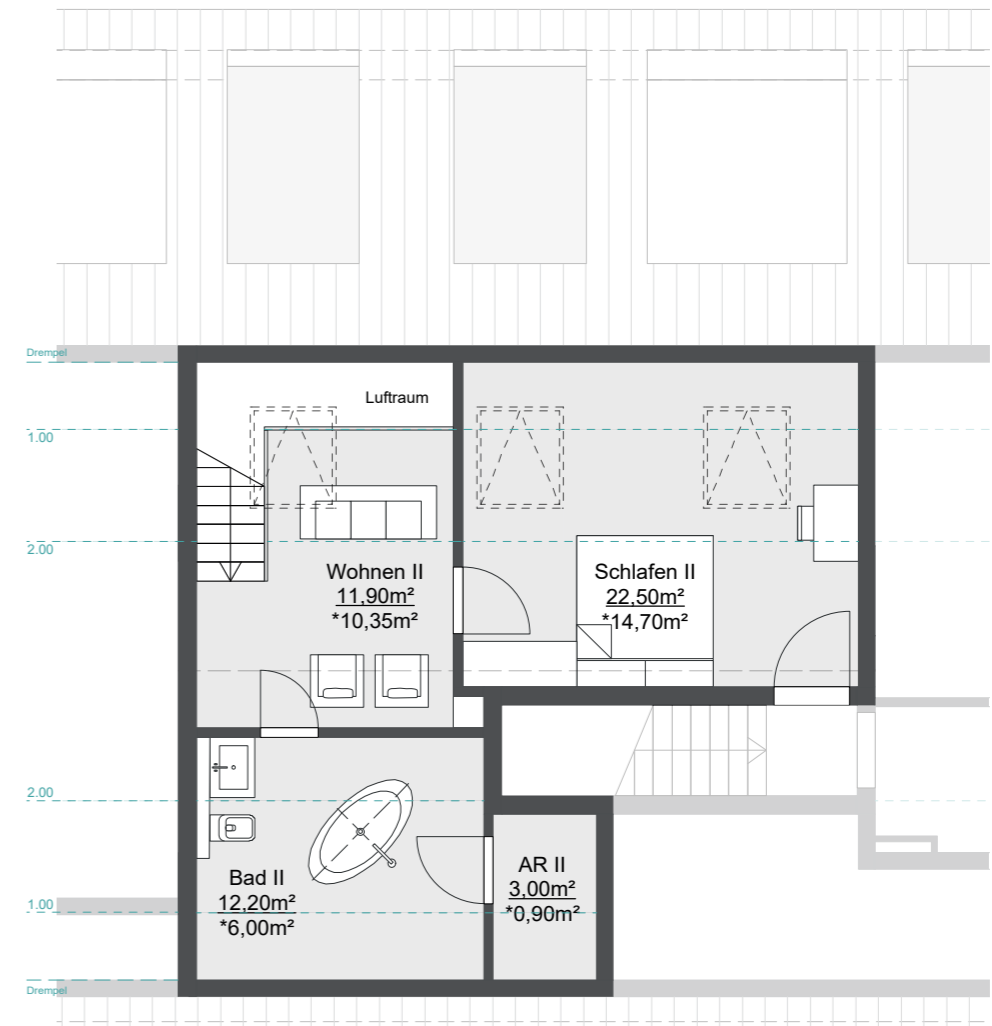 Drempel
Luftraum
1.00
2.00
Wohnen II
11,90m²
*10,35m²
Schlafen II
22,50m²
*14,70m²
2.00
Bad II
12,20m²
*6,00m²
AR II
3,00m²
*0,90m²
1.00
Drempel